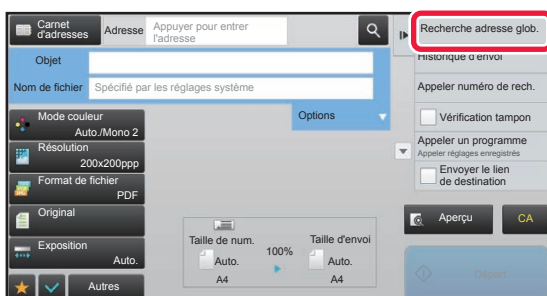 Carnet
d'adresses
Adresse
Appuyer pour entrer
l'adresse
Recherche adresse glob.
Objet
Historique d'envoi
Nom de fichier
Spécifié par les réglages système
Appeler numéro de rech.
Mode couleur
Auto./Mono 2
Options
Vérification tampon
Résolution
200x200ppp
Appeler un programme
Appeler réglages enregistrés
Format de fichier
PDF
Envoyer le lien
de destination
Original
Aperçu
CA
Exposition
Auto.
Taille de num.
100%
Taille d'envoi
Auto.
Auto.
A4
A4
Départ
Autres